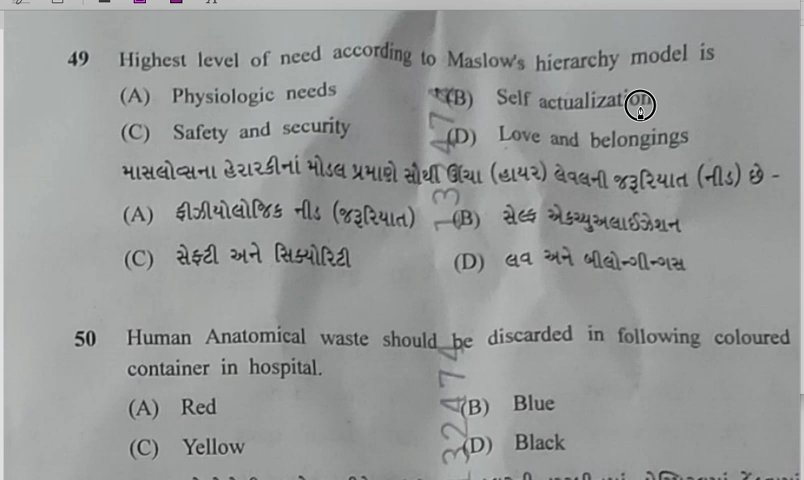 49 Highest level of need according to Maslow's hierarchy model is
(A) Physiologic needs (B) Self actualization
(C) Safety and security (D) Love and belongings
માસલોવ્સના હેરારકીનાં મોડલ પ્રમાણે સૌથી ઊંચા (હાયર) લેવલની જરૂરિયાત (નીડ) છે -
(A) ફીઝીયોલોજિક નીડ (જરૂરિયાત) (B) સેલ્ફ એક્ચ્યુઅલાઈઝેશન
(C) સેફ્ટી અને સિક્યોરિટી (D) લવ અને બીલોન્ગીન્ગસ
50 Human Anatomical waste should be discarded in following coloured
container in hospital.
(A) Red (B) Blue
(C) Yellow (D) Black